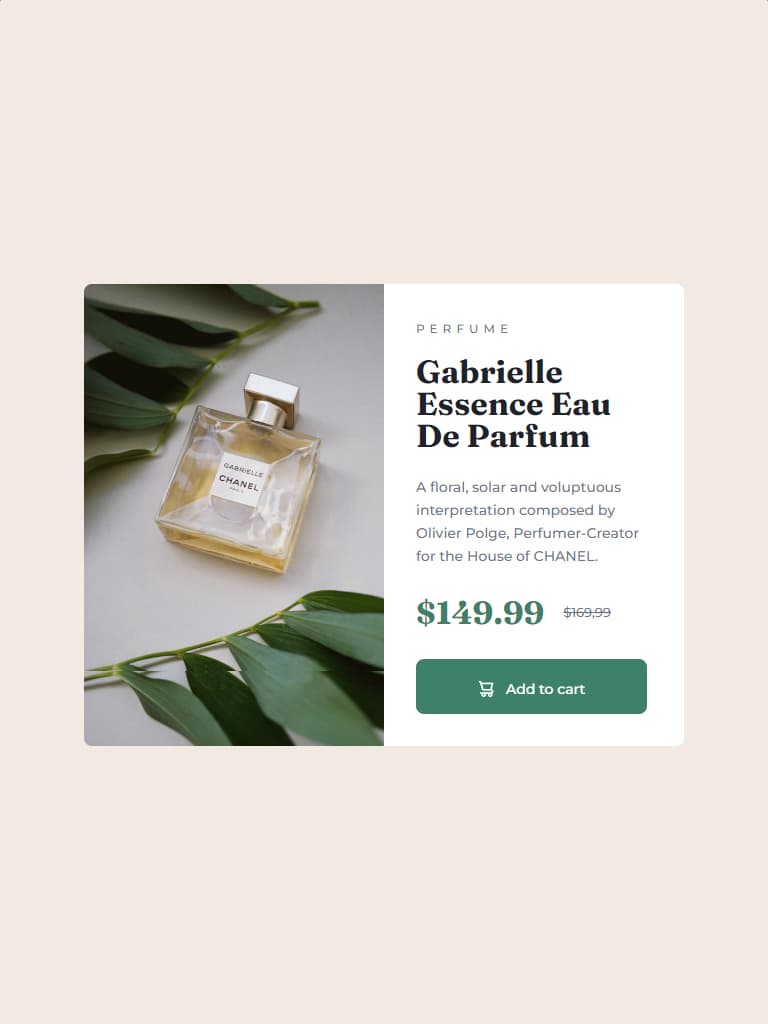 GABRIELLE
CHANEL
PARIS
PERFUME
Gabrielle
Essence Eau
De Parfum
A floral, solar and voluptuous
interpretation composed by
Olivier Polge, Perfumer-Creator
for the House of CHANEL.
$149.99 $169,99
Add to cart